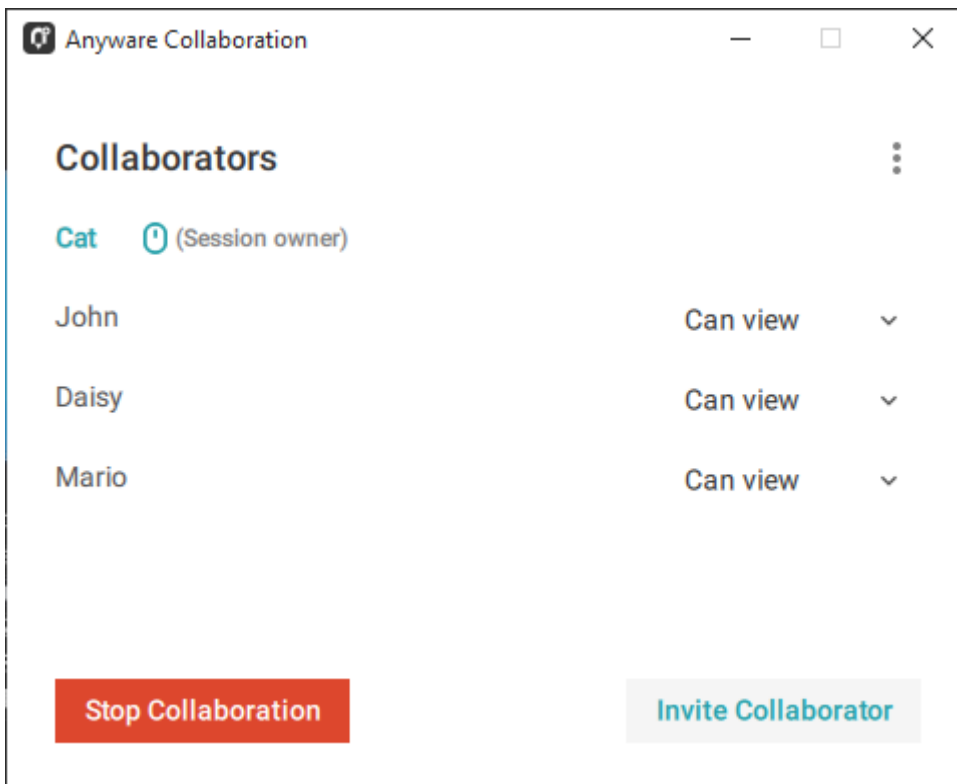 Anyware Collaboration
Collaborators
Cat (Session owner)
John Can view
Daisy Can view
Mario Can view
Stop Collaboration Invite Collaborator